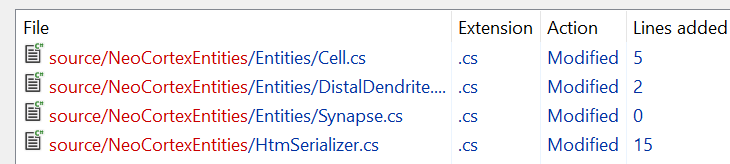 File Extension Action Lines added
source/NeoCortexEntities/Entities/Cell.cs .cs Modified 5
source/NeoCortexEntities/Entities/DistalDendrite.... .cs Modified 2
source/NeoCortexEntities/Entities/Synapse.cs .cs Modified 0
source/NeoCortexEntities/HtmSerializer.cs .cs Modified 15